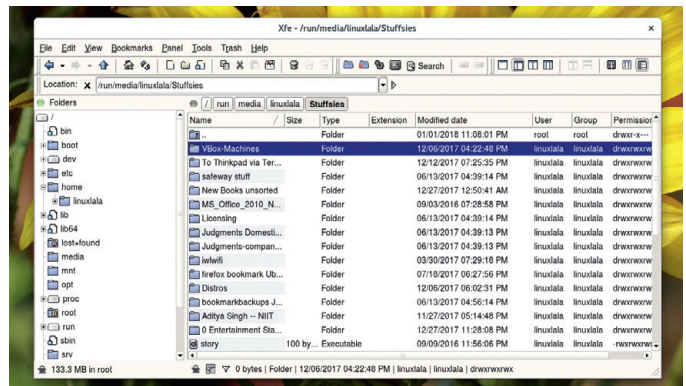 Xfe - /run/media/linuxlala/Stuffsies
File Edit View Bookmarks Panel Tools Trash Help
Search
Location: /run/media/linuxlala/Stuffsies
Folders
/ run media linuxlala Stuffsies
Name / Size Type Extension Modified date User Group Permission
/
bin
boot
dev
etc
home
linuxlala
lib
lib64
lost+found
media
mnt
opt
proc
root
run
sbin
srv
.. Folder 01/01/2018 11:08:01 PM root root drwxr-x---
VBox-Machines Folder 12/06/2017 04:22:48 PM linuxlala linuxlala drwxrwxrw
To Thinkpad via Ter... Folder 12/12/2017 07:25:35 PM linuxlala linuxlala drwxrwxrw
safeway stuff Folder 06/13/2017 04:39:14 PM linuxlala linuxlala drwxrwxrw
New Books unsorted Folder 12/27/2017 12:50:41 AM linuxlala linuxlala drwxrwxrw
MS_Office_2010_N... Folder 09/03/2016 07:28:58 PM linuxlala linuxlala drwxrwxrw
Licensing Folder 06/13/2017 04:39:14 PM linuxlala linuxlala drwxrwxrw
Judgments Domesti... Folder 06/13/2017 04:39:13 PM linuxlala linuxlala drwxrwxrw
Judgments-compan... Folder 06/13/2017 04:39:13 PM linuxlala linuxlala drwxrwxrw
iwlwifi Folder 03/30/2017 07:29:18 PM linuxlala linuxlala drwxrwxrw
firefox bookmark Ub... Folder 07/18/2017 06:27:56 PM linuxlala linuxlala drwxrwxrw
Distros Folder 12/06/2017 06:02:31 PM linuxlala linuxlala drwxrwxrw
bookmarkbackups J... Folder 06/13/2017 04:56:14 PM linuxlala linuxlala drwxrwxrw
Aditya Singh -- NIIT Folder 11/27/2017 05:14:48 PM linuxlala linuxlala drwxrwxrw
0 Entertainment Sta... Folder 12/27/2017 11:28:08 PM linuxlala linuxlala drwxrwxrw
story 100 by... Executable 09/09/2016 11:56:06 PM linuxlala linuxlala -rwxrwxrw
133.3 MB in root
0 bytes | Folder | 12/06/2017 04:22:48 PM | linuxlala | linuxlala | drwxrwxrwx